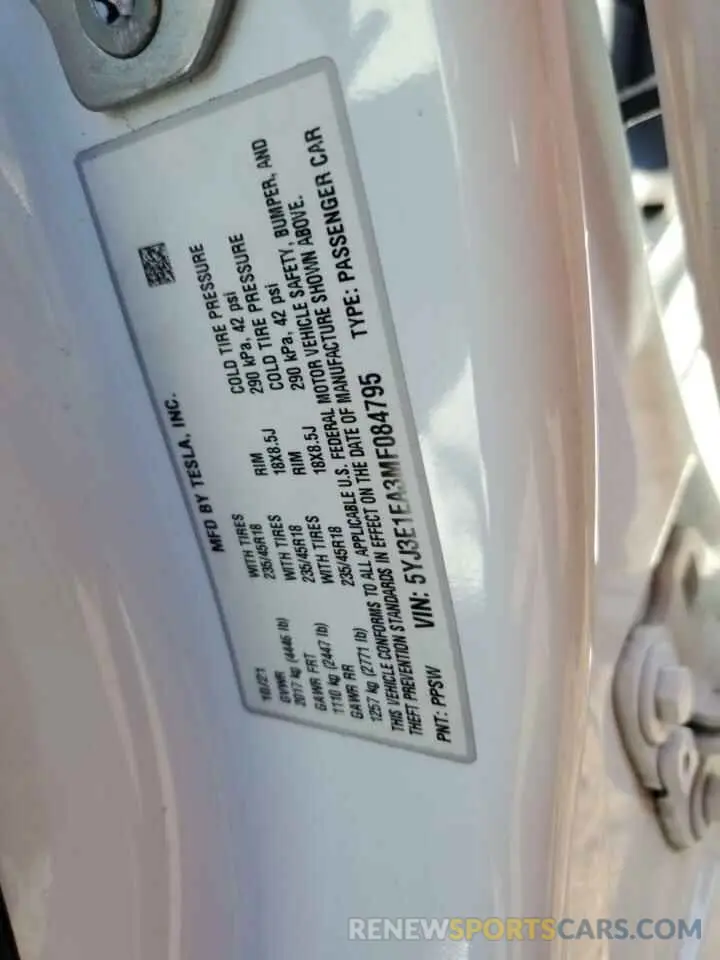 MFD BY TESLA, INC.
10/21
GVWR WITH TIRES RIM COLD TIRE PRESSURE
2017 kg (4446 lb) 235/45R18 18X8.5J 290 kPa, 42 psi
GAWR FRT WITH TIRES RIM COLD TIRE PRESSURE
1110 kg (2447 lb) 235/45R18 18X8.5J 290 kPa, 42 psi
GAWR RR WITH TIRES
1257 kg (2771 lb) 235/45R18
THIS VEHICLE CONFORMS TO ALL APPLICABLE U.S. FEDERAL MOTOR VEHICLE SAFETY, BUMPER, AND
THEFT PREVENTION STANDARDS IN EFFECT ON THE DATE OF MANUFACTURE SHOWN ABOVE.
PNT: PPSW VIN: 5YJ3E1EA3MF084795 TYPE: PASSENGER CAR
RENEWSPORTSCARS.COM